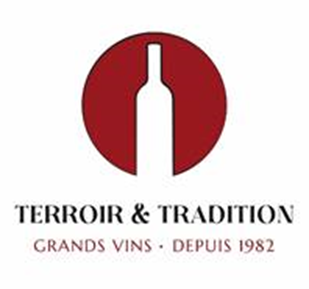 TERROIR & TRADITION
GRANDS VINS · DEPUIS 1982